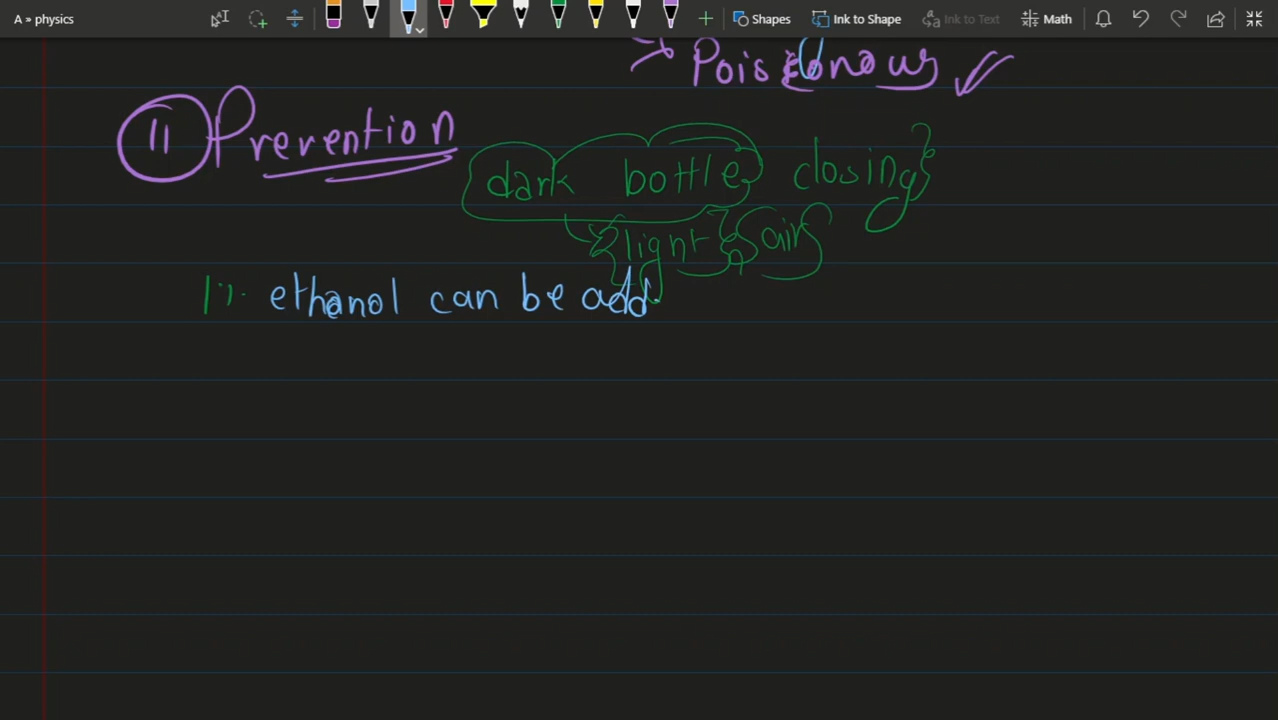 A » physics
Shapes Ink to Shape Ink to Text Math
Poisonous
11 Prevention
dark bottle closing
light air
1% ethanol can be add